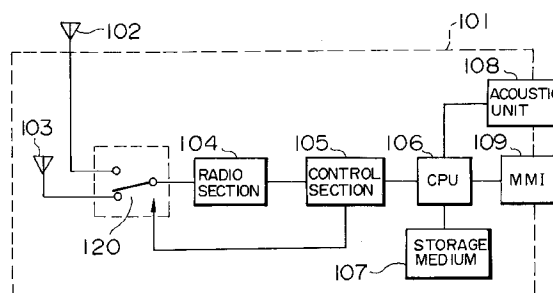 102
101
108
ACOUSTIC
UNIT
103
104
105
106
109
RADIO
SECTION
CONTROL
SECTION
CPU
MMI
120
STORAGE
MEDIUM
107